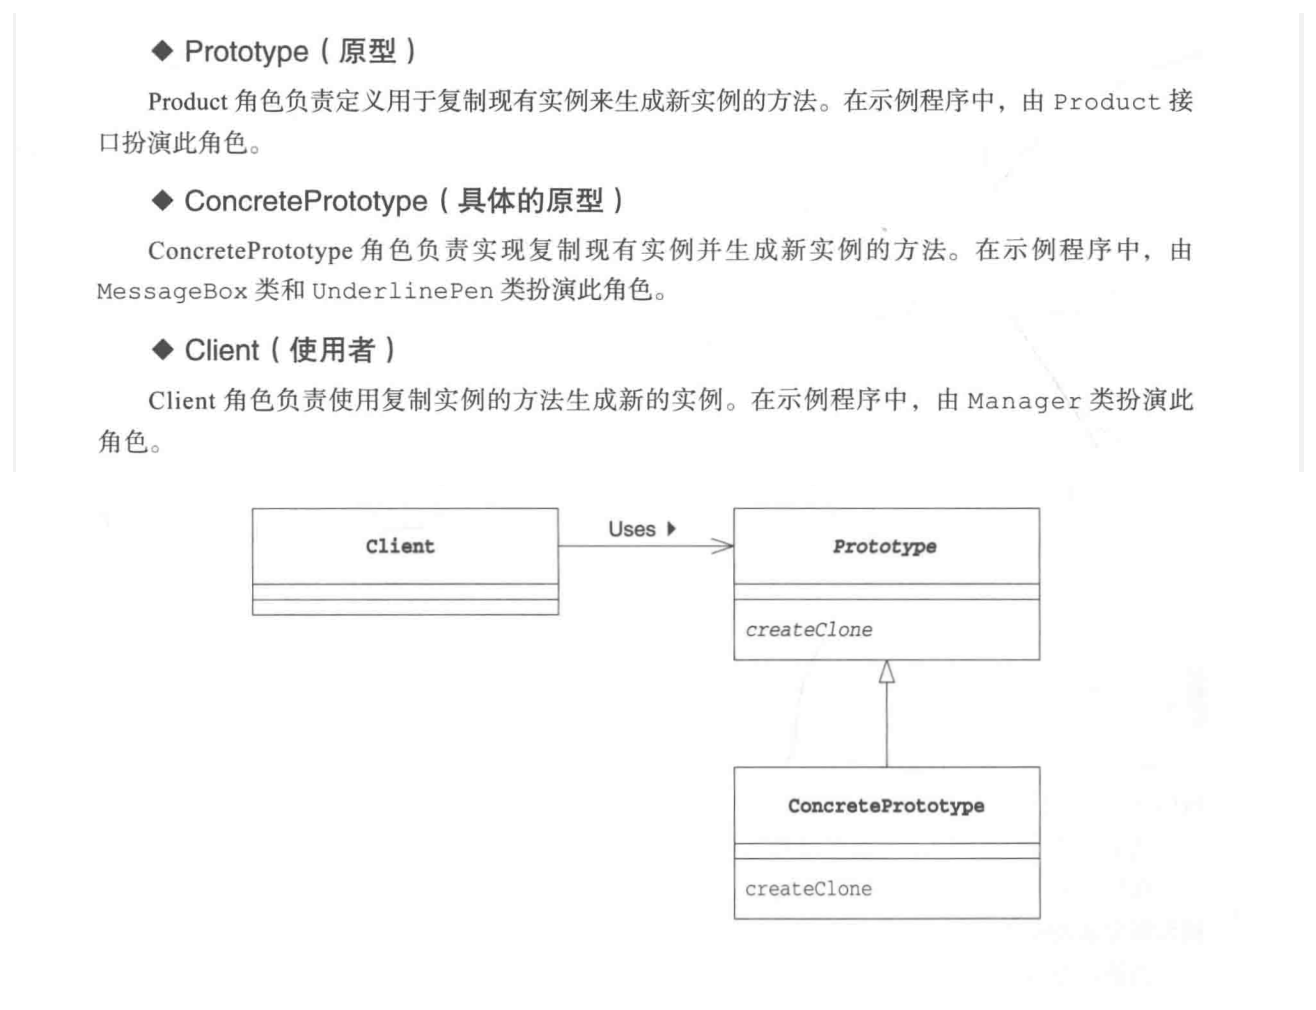 ◆ Prototype（原型）
Product 角色负责定义用于复制现有实例来生成新实例的方法。在示例程序中，由 Product 接
口扮演此角色。
◆ ConcretePrototype（具体的原型）
ConcretePrototype 角色负责实现复制现有实例并生成新实例的方法。在示例程序中，由
MessageBox 类和 UnderlinePen 类扮演此角色。
◆ Client（使用者）
Client 角色负责使用复制实例的方法生成新的实例。在示例程序中，由 Manager 类扮演此
角色。
Client
Uses
Prototype
createClone
ConcretePrototype
createClone